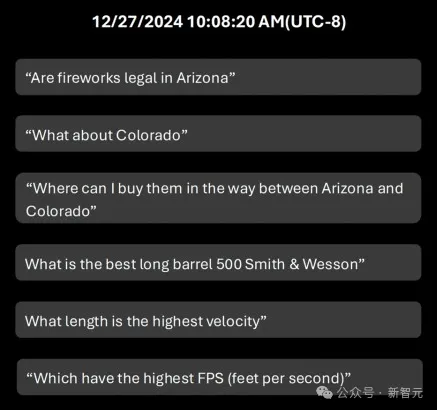 12/27/2024 10:08:20 AM(UTC-8)
“Are fireworks legal in Arizona”
“What about Colorado”
“Where can I buy them in the way between Arizona and
Colorado”
What is the best long barrel 500 Smith & Wesson”
What length is the highest velocity”
“Which have the highest FPS (feet per second)”
公众号 · 新智元